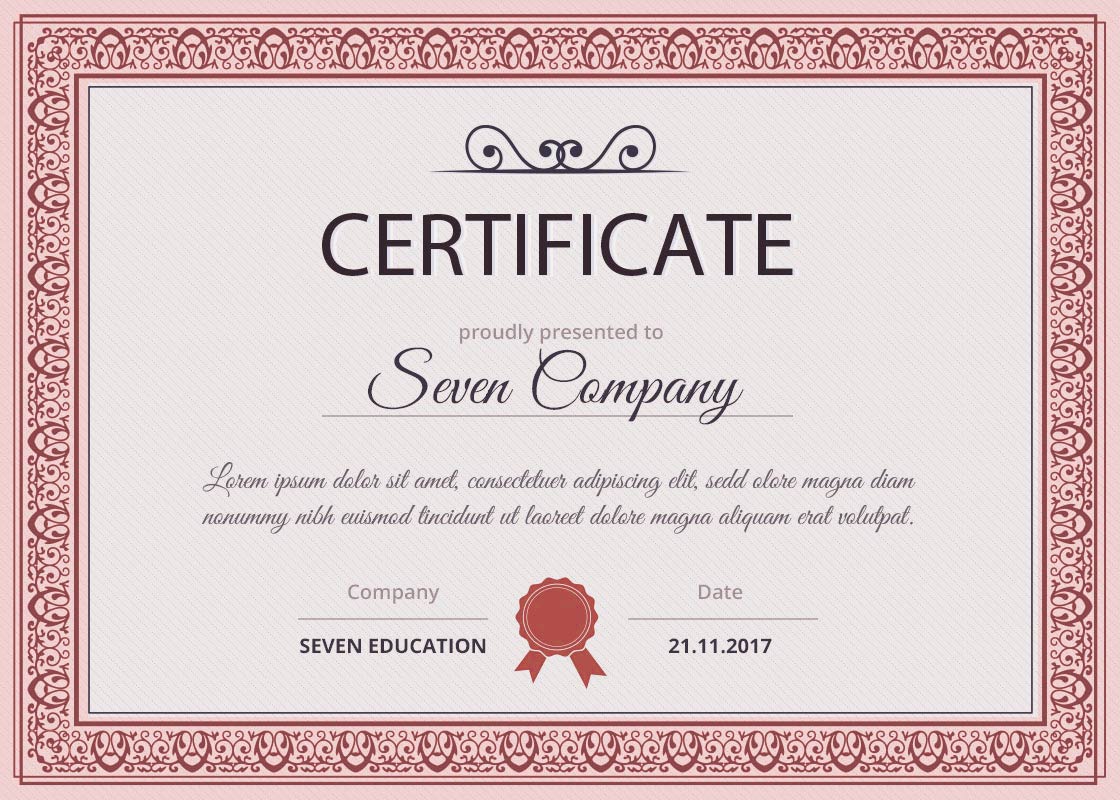 CERTIFICATE
proudly presented to
Seven Company
Lorem ipsum dolor sit amet, consectetuer adipiscing elit, sedd olore magna diam
nonummy nibh euismod tincidunt ut laoreet dolore magna aliquam erat volutpat.
Company
Date
SEVEN EDUCATION
21.11.2017